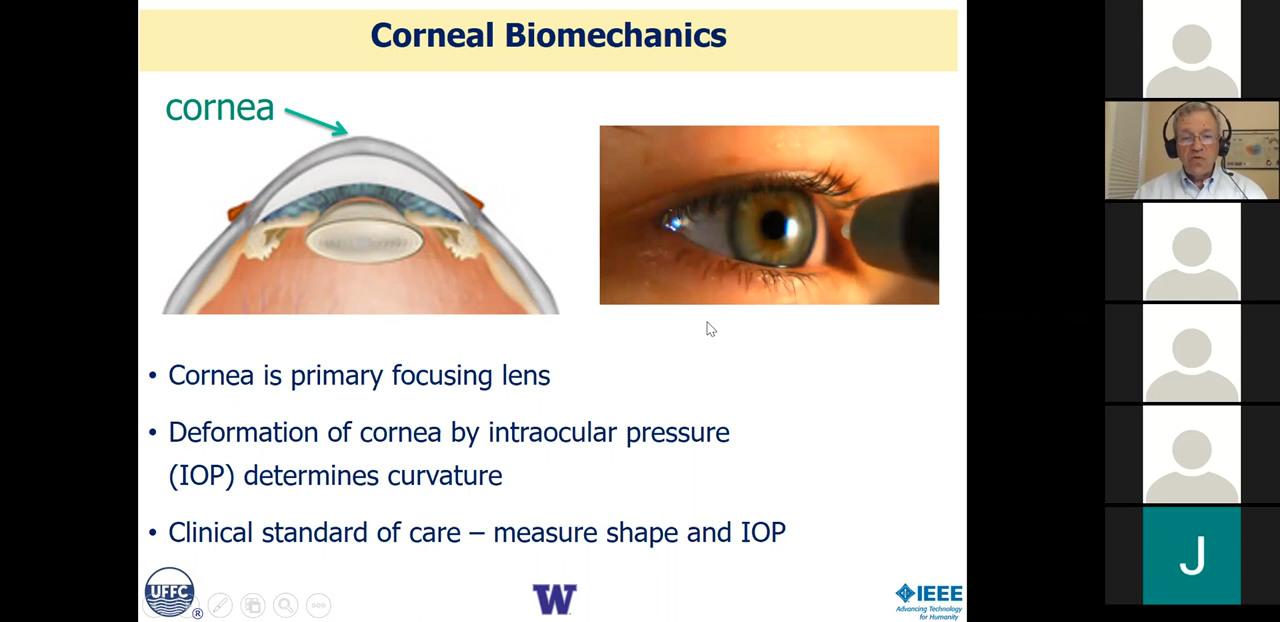 Corneal Biomechanics
cornea
• Cornea is primary focusing lens
• Deformation of cornea by intraocular pressure
(IOP) determines curvature
• Clinical standard of care – measure shape and IOP
UFFC
®
W
IEEE
Advancing Technology
for Humanity
J